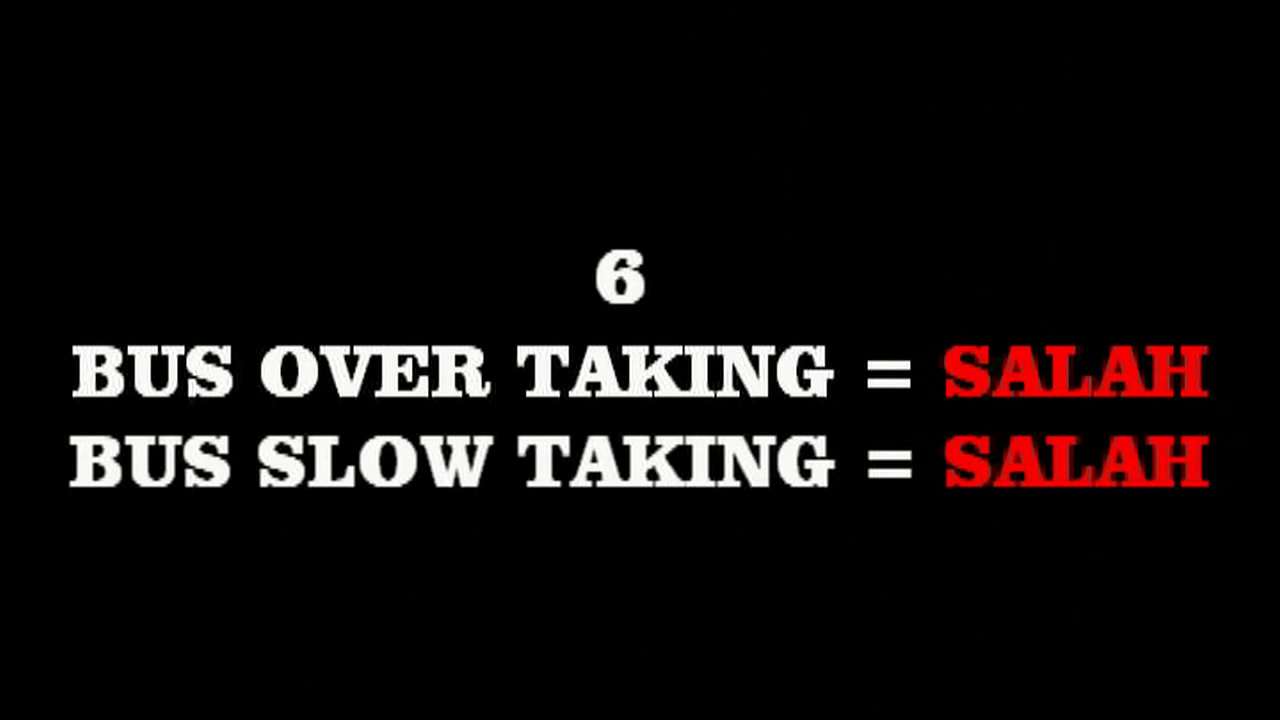 6
BUS OVER TAKING = SALAH
BUS SLOW TAKING = SALAH